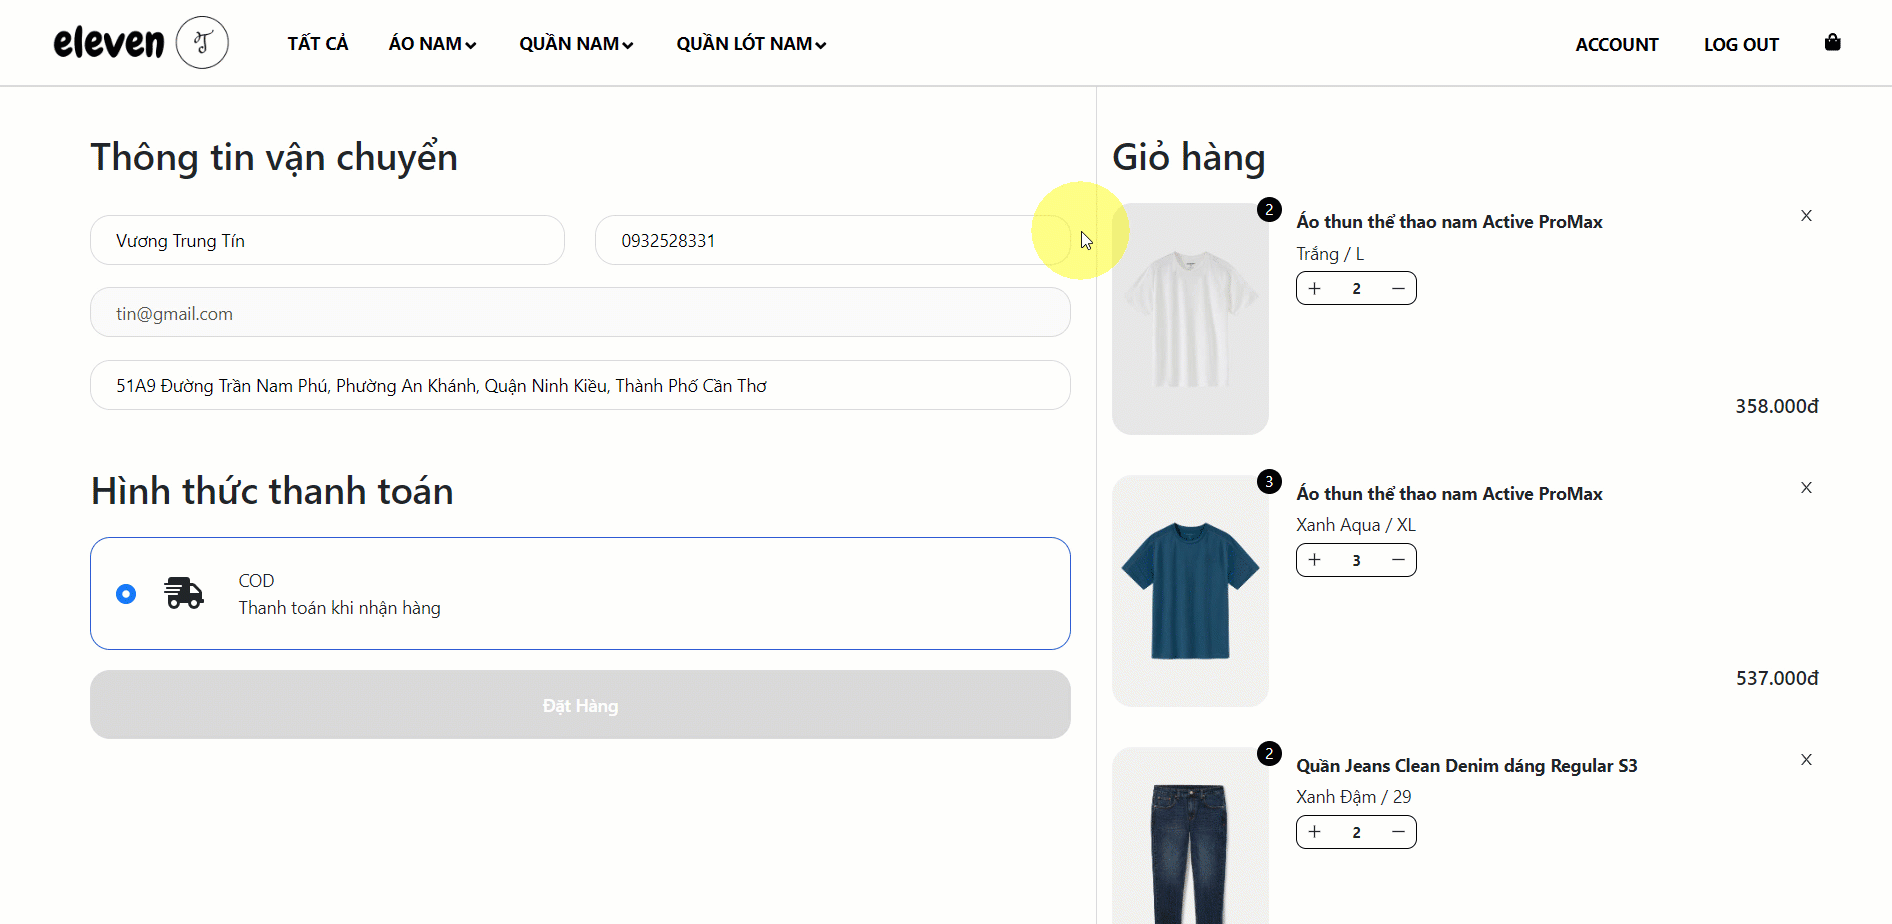 eleven T
TẤT CẢ
ÁO NAM
QUẦN NAM
QUẦN LÓT NAM
ACCOUNT
LOG OUT
Thông tin vận chuyển
Vương Trung Tín
0932528331
tin@gmail.com
51A9 Đường Trần Nam Phú, Phường An Khánh, Quận Ninh Kiều, Thành Phố Cần Thơ
Hình thức thanh toán
COD
Thanh toán khi nhận hàng
Đặt Hàng
Giỏ hàng
2
Áo thun thể thao nam Active ProMax
X
Trắng / L
+ 2 −
358.000đ
3
Áo thun thể thao nam Active ProMax
X
Xanh Aqua / XL
+ 3 −
537.000đ
2
Quần Jeans Clean Denim dáng Regular S3
X
Xanh Đậm / 29
+ 2 −